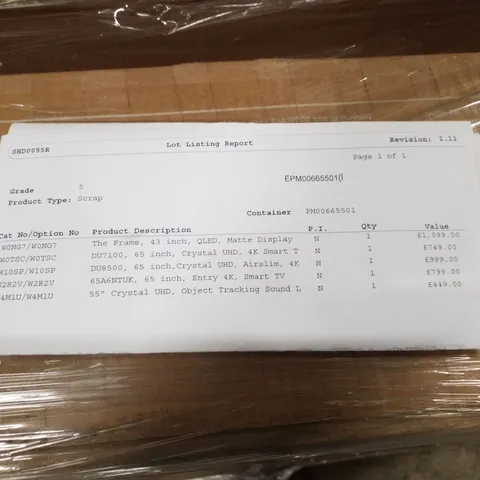 SHD0055R
Lot Listing Report
Revision: 1.11
Page 1 of 1
EPM00665501(Í
Grade 5
Product Type: Scrap
Container PM00665501
Cat No/Option No Product Description P.I. Qty Value
W0NG7/W0NG7 The Frame, 43 inch, QLED, Matte Display N 1 £1,099.00
W0TSC/W0TSC DU7100, 65 inch, Crystal UHD, 4K Smart T N 1 £749.00
W10SP/W10SP DU8500, 65 inch,Crystal UHD, Airslim, 4K N 1 £999.00
W2R2V/W2R2V 65A6NTUK, 65 inch, Entry 4K, Smart TV N 1 £799.00
W4M1U/W4M1U 55" Crystal UHD, Object Tracking Sound L N 1 £449.00